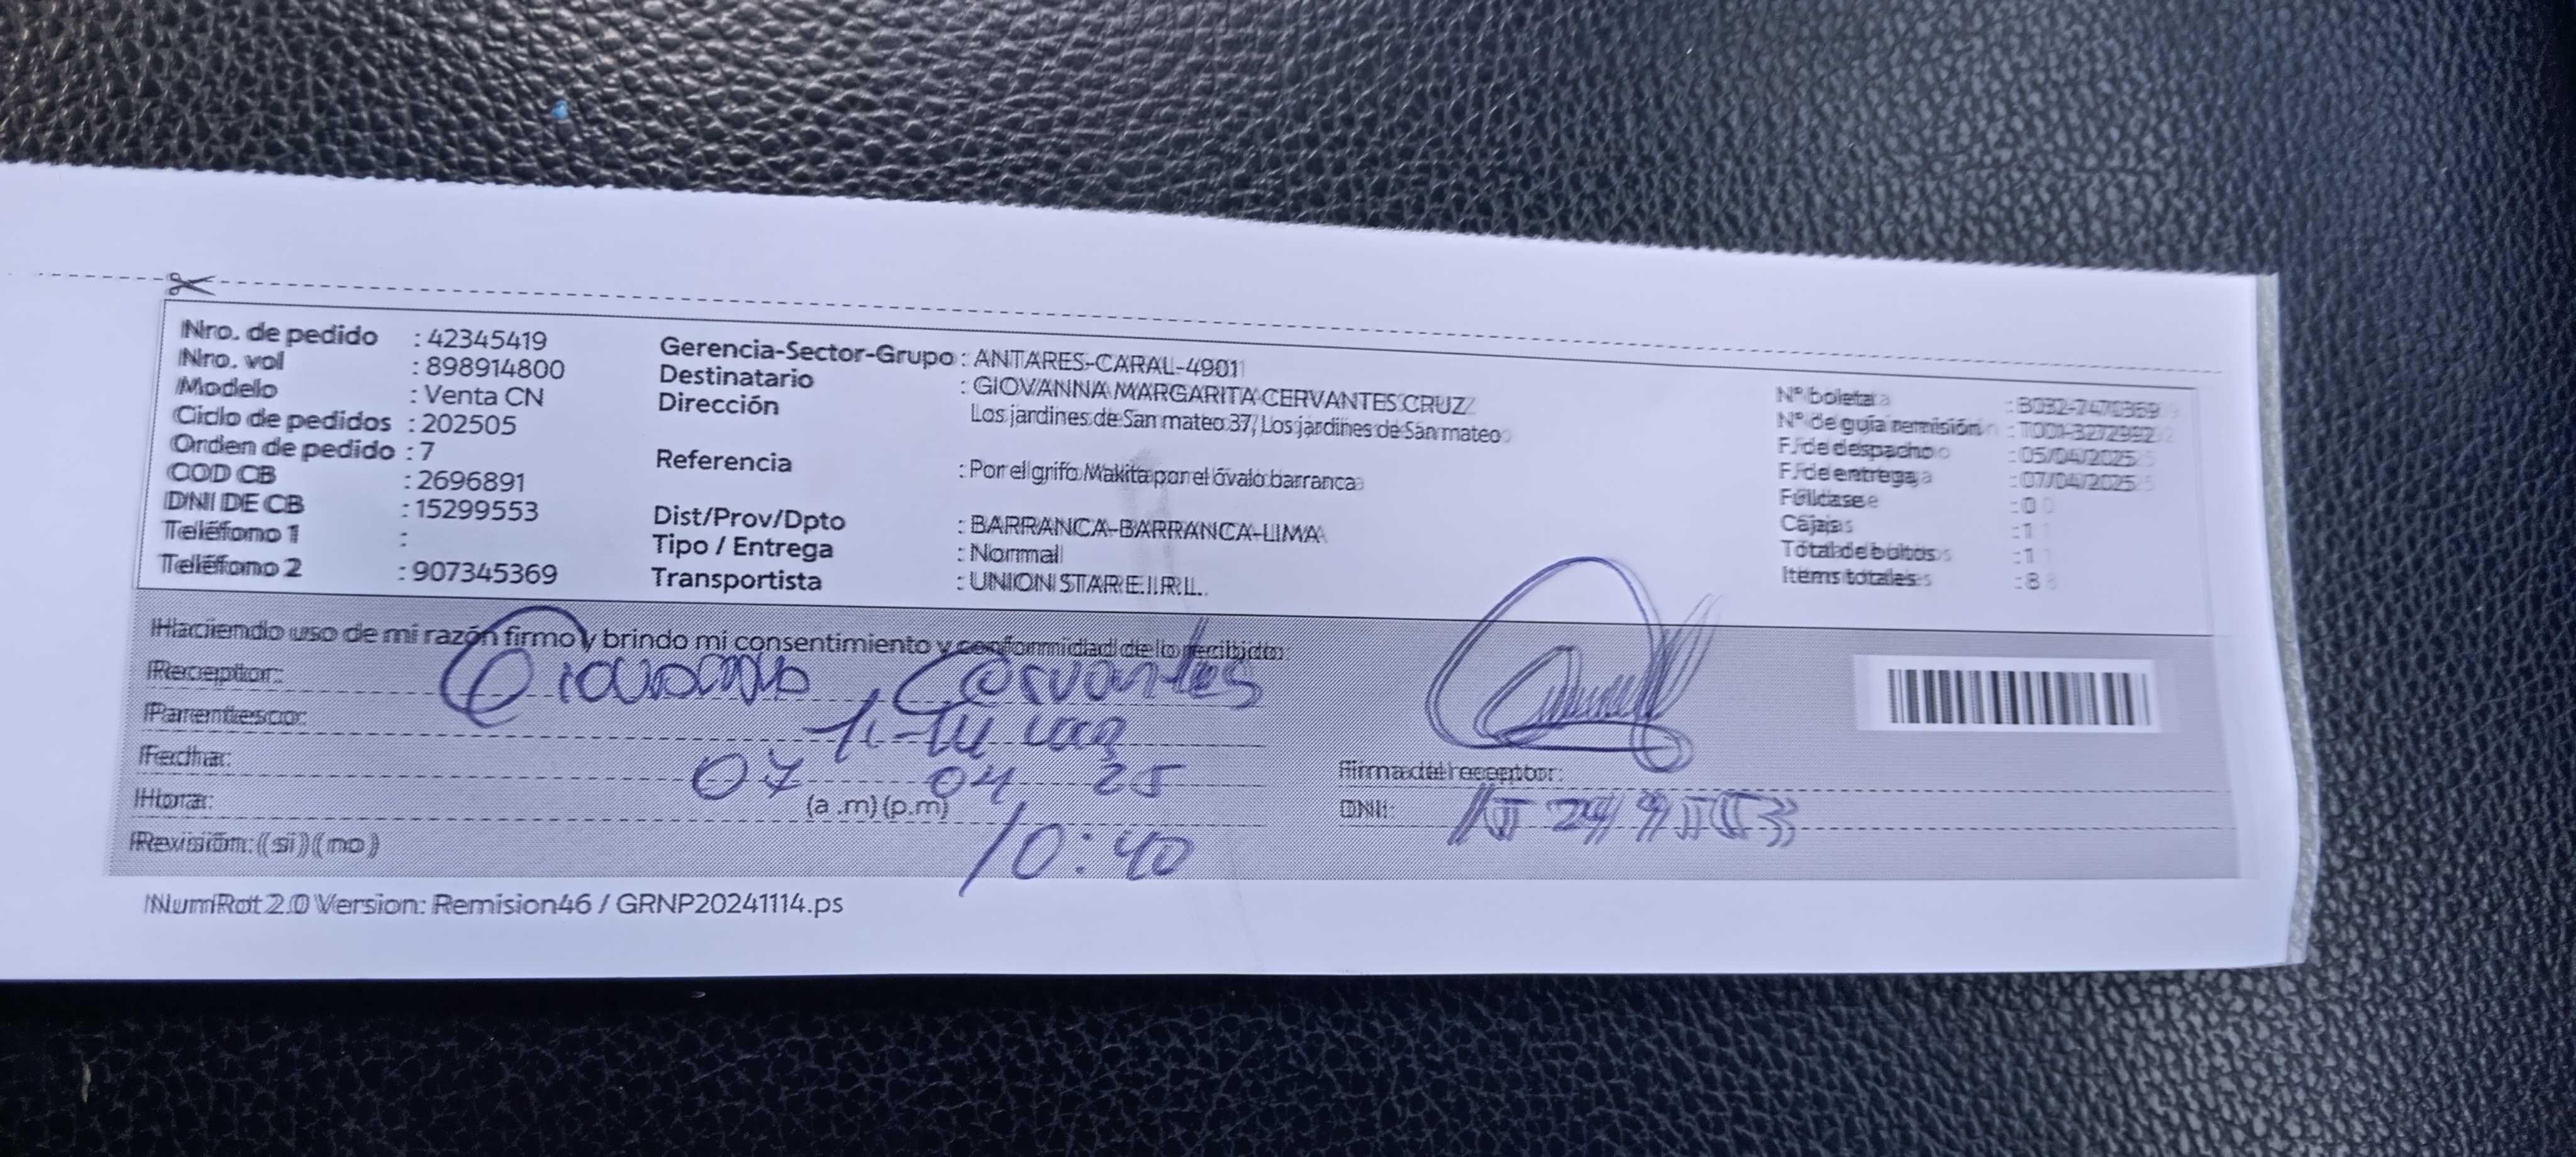 Nro. de pedido : 42345419
Nro. vol : 898914800
Modelo : Venta CN
Ciclo de pedidos : 202505
Orden de pedido : 7
COD CB : 2696891
DNI DE CB : 15299553
Teléfono 1 :
Teléfono 2 : 907345369
Gerencia-Sector-Grupo : ANTARES-CARAL-4901
Destinatario : GIOVANNA MARGARITA CERVANTES CRUZ
Dirección Los jardines de San mateo 37, Los jardines de San mateo
Referencia : Por el grifo Makita por el óvalo barranca
Dist/Prov/Dpto : BARRANCA-BARRANCA-LIMA
Tipo / Entrega : Normal
Transportista : UNION STAR E.I.R.L.
N° boleta : B032-7470369
N° de guía remisión : T001-3272992
F. de despacho : 05/04/2025
F. de entrega : 07/04/2025
Fullcase : 0
Cajas : 1
Total de bultos : 1
Items totales : 8
Haciendo uso de mi razón firmo y brindo mi consentimiento y conformidad de lo recibido:
Receptor: Giovanna Cervantes
Parentesco: Titular
Fecha: 07 04 25
Hora: (a .m) (p.m) 10:40
Revisión: (si) (no)
Firma del receptor:
DNI: 15299553
NumRot 2.0 Version: Remision46 / GRNP20241114.ps